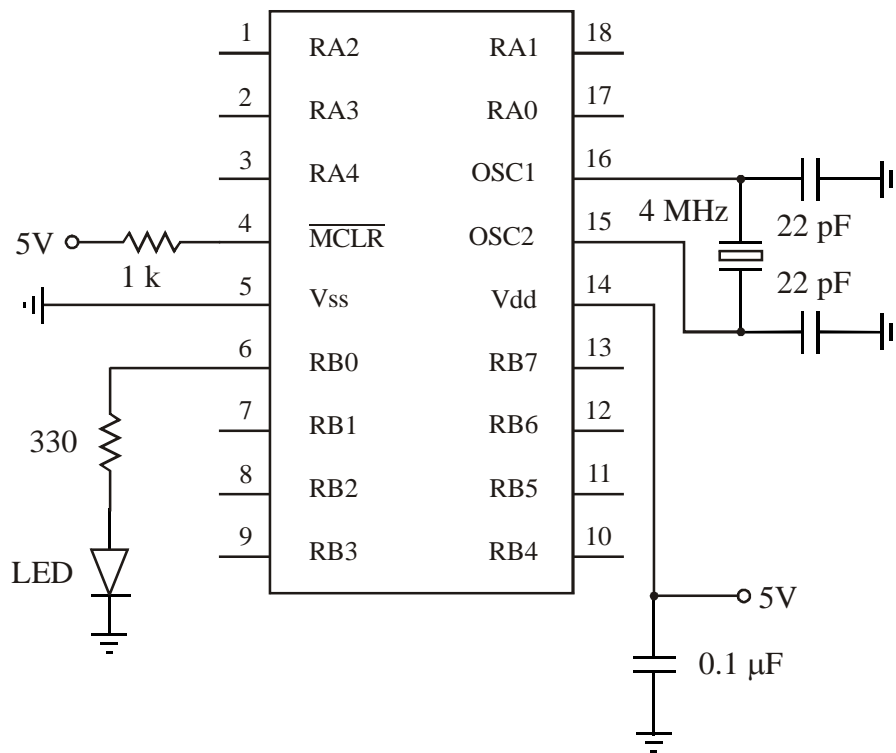 1 RA2 RA1 18
2 RA3 RA0 17
3 RA4 OSC1 16
5V 4 MCLR OSC2 15 4 MHz 22 pF
1 k
5 Vss Vdd 14 22 pF
6 RB0 RB7 13
330 7 RB1 RB6 12
8 RB2 RB5 11
LED 9 RB3 RB4 10
5V
0.1 μF